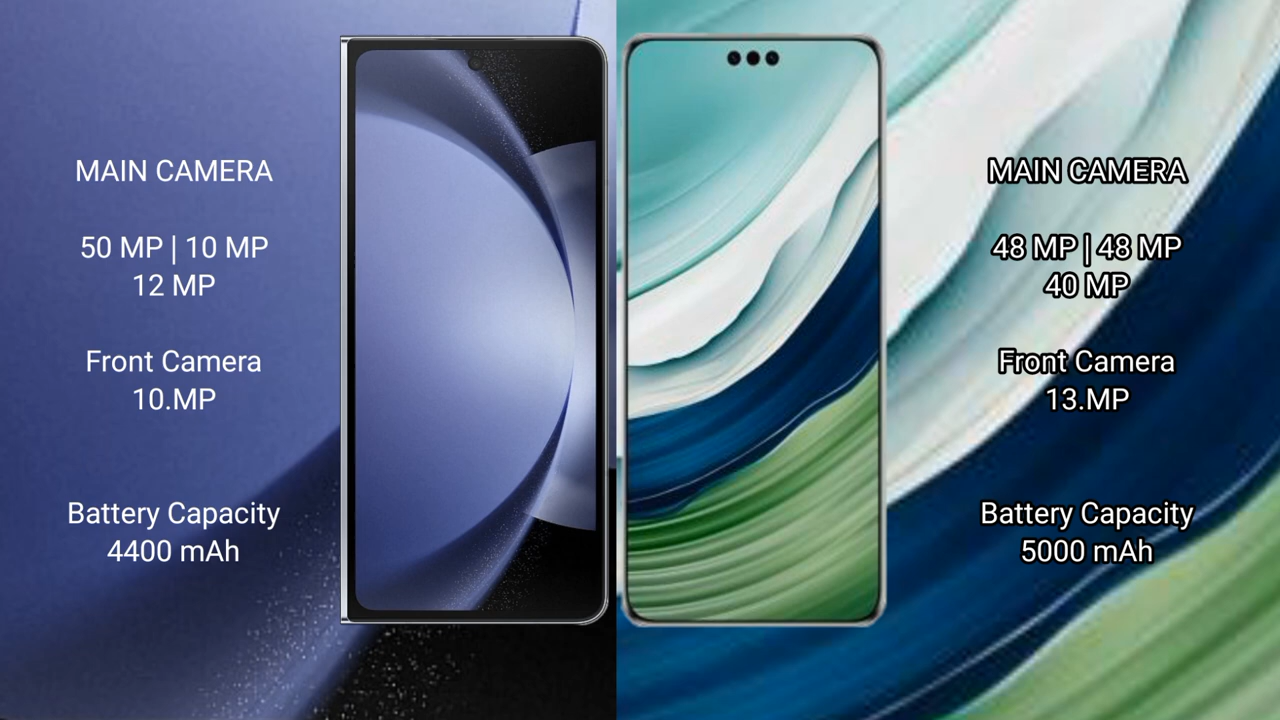 MAIN CAMERA
50 MP | 10 MP
12 MP
Front Camera
10.MP
Battery Capacity
4400 mAh
MAIN CAMERA
48 MP | 48 MP
40 MP
Front Camera
13.MP
Battery Capacity
5000 mAh